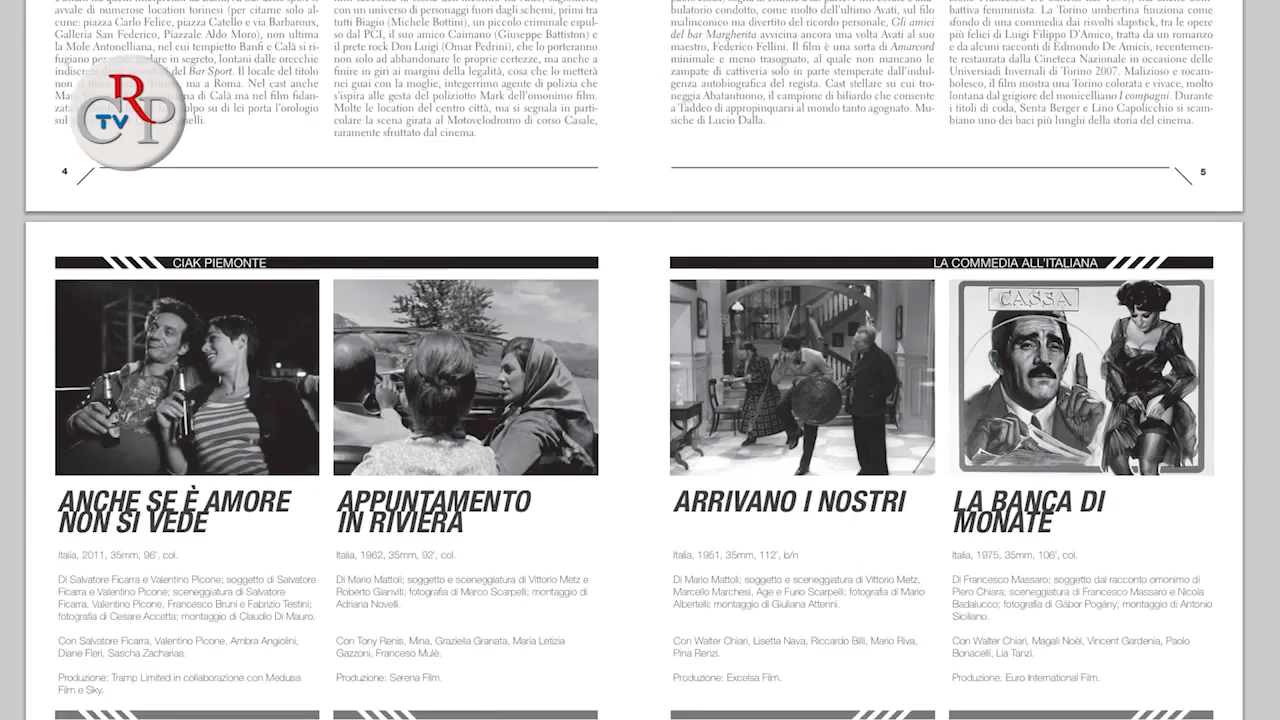 avvale di numerose location torinesi (per citarne solo al-
cune: piazza Carlo Felice, piazza Catello e via Barbaroux,
Galleria San Federico, Piazzale Aldo Moro), non ultima
la Mole Antonelliana, nel cui tempietto Banfi e Calà si ri-
del Bar Sport. Il locale del titolo
ma a Roma. Nel cast anche
di Calà ma nel film fidan-
lpo su di lei porta l'orologio
tutti Biagio (Michele Bottini), un piccolo criminale espul-
so dal PCI, il suo amico Caimano (Giuseppe Battiston) e
il prete rock Don Luigi (Omar Pedrini), che lo porteranno
non solo ad abbandonare le proprie certezze, ma anche a
finire in giri ai margini della legalità, cosa che lo metterà
nei guai con la moglie, integerrimo agente di polizia che
s'ispira alle gesta del poliziotto Mark dell'omonimo film.
Molte le location del centro città, ma si segnala in parti-
colare la scena girata al Motovelodromo di corso Casale,
raramente sfruttato dal cinema.
CRP
TV
4
bulatorio condotto, come molto dell'ultimo Avati, sul filo
malinconico ma divertito del ricordo personale, Gli amici
del bar Margherita avvicina ancora una volta Avati al suo
maestro, Federico Fellini. Il film è una sorta di Amarcord
minimale e meno trasognato, al quale non mancano le
zampate di cattiveria solo in parte stemperate dall'indul-
genza autobiografica del regista. Cast stellare su cui tro-
neggia Abatantuono, il campione di biliardo che consente
a Taddeo di appropinquarsi al mondo tanto agognato. Mu-
siche di Lucio Dalla.
battiva femminista. La Torino umbertina funziona come
sfondo di una commedia dai risvolti slapstick, tra le opere
più felici di Luigi Filippo D'Amico, tratta da un romanzo
e da alcuni racconti di Edmondo De Amicis, recentemen-
te restaurata dalla Cineteca Nazionale in occasione delle
Universiadi Invernali di Torino 2007. Malizioso e rocam-
bolesco, il film mostra una Torino colorata e vivace, molto
lontana dal grigiore del monicelliano I compagni. Durante
i titoli di coda, Senta Berger e Lino Capolicchio si scam-
biano uno dei baci più lunghi della storia del cinema.
5
CIAK PIEMONTE
LA COMMEDIA ALL'ITALIANA
CASSA
ANCHE SE È AMORE
NON SI VEDE
Italia, 2011, 35mm, 96', col.
Di Salvatore Ficarra e Valentino Picone; soggetto di Salvatore
Ficarra e Valentino Picone; sceneggiatura di Salvatore
Ficarra. Valentino Picone, Francesco Bruni e Fabrizio Testini;
fotografia di Cesare Accetta; montaggio di Claudio Di Mauro.
Con Salvatore Ficarra, Valentino Picone, Ambra Angiolini,
Diane Fleri, Sascha Zacharias.
Produzione: Tramp Limited in collaborazione con Medusa
Film e Sky.
APPUNTAMENTO
IN RIVIERA
Italia, 1962, 35mm, 92', col.
Di Mario Mattoli; soggetto e sceneggiatura di Vittorio Metz e
Roberto Gianviti; fotografia di Marco Scarpelli; montaggio di
Adriana Novelli.
Con Tony Renis, Mina, Graziella Granata, Maria Letizia
Gazzoni, Franceso Mulè.
Produzione: Serena Film.
ARRIVANO I NOSTRI
Italia, 1951, 35mm, 112', b/n
Di Mario Mattoli; soggetto e sceneggiatura di Vittorio Metz,
Marcello Marchesi, Age e Furio Scarpelli; fotografia di Mario
Albertelli; montaggio di Giuliana Attenni.
Con Walter Chiari, Lisetta Nava, Riccardo Billi, Mario Riva,
Pina Renzi.
Produzione: Excelsa Film.
LA BANCA DI
MONATE
Italia, 1975, 35mm, 106', col.
Di Francesco Massaro; soggetto dal racconto omonimo di
Piero Chiara; sceneggiatura di Francesco Massaro e Nicola
Badalucco; fotografia di Gábor Pogány; montaggio di Antonio
Siciliano.
Con Walter Chiari, Magali Noël, Vincent Gardenia, Paolo
Bonacelli, Lia Tanzi.
Produzione: Euro International Film.